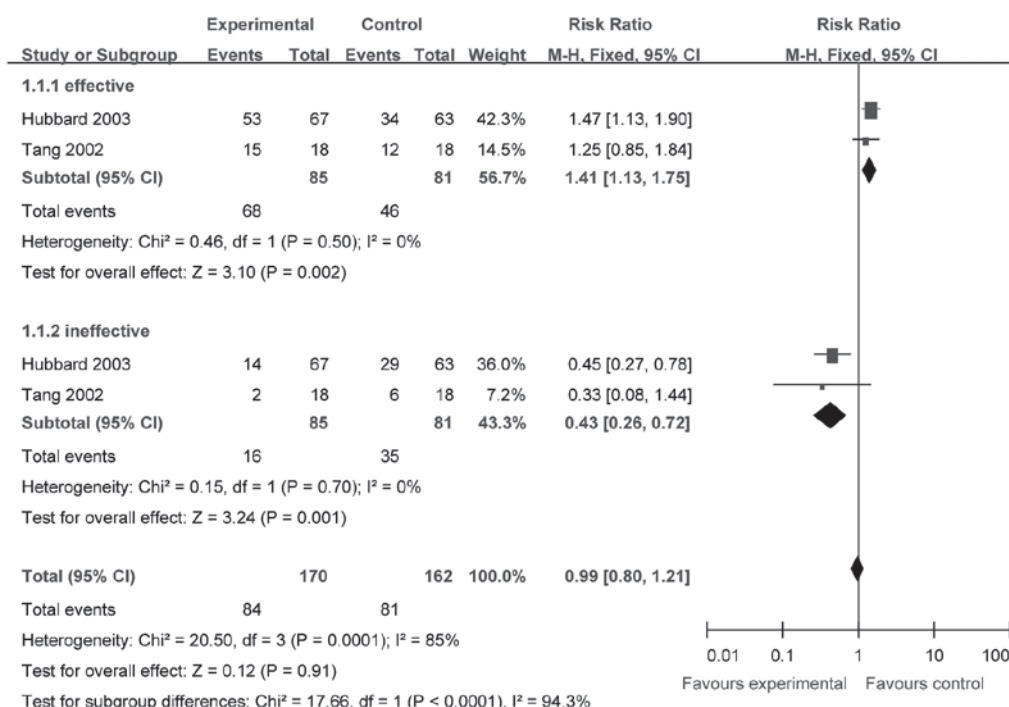 Experimental Control Risk Ratio Risk Ratio
Study or Subgroup Events Total Events Total Weight M-H, Fixed, 95% CI M-H, Fixed, 95% CI
1.1.1 effective
Hubbard 2003 53 67 34 63 42.3% 1.47 [1.13, 1.90]
Tang 2002 15 18 12 18 14.5% 1.25 [0.85, 1.84]
Subtotal (95% CI) 85 81 56.7% 1.41 [1.13, 1.75]
Total events 68 46
Heterogeneity: Chi² = 0.46, df = 1 (P = 0.50); I² = 0%
Test for overall effect: Z = 3.10 (P = 0.002)
1.1.2 ineffective
Hubbard 2003 14 67 29 63 36.0% 0.45 [0.27, 0.78]
Tang 2002 2 18 6 18 7.2% 0.33 [0.08, 1.44]
Subtotal (95% CI) 85 81 43.3% 0.43 [0.26, 0.72]
Total events 16 35
Heterogeneity: Chi² = 0.15, df = 1 (P = 0.70); I² = 0%
Test for overall effect: Z = 3.24 (P = 0.001)
Total (95% CI) 170 162 100.0% 0.99 [0.80, 1.21]
Total events 84 81
Heterogeneity: Chi² = 20.50, df = 3 (P = 0.0001); I² = 85%
Test for overall effect: Z = 0.12 (P = 0.91)
Test for subgroup differences: Chi² = 17.66, df = 1 (P < 0.0001), I² = 94.3%
0.01 0.1 1 10 100
Favours experimental Favours control